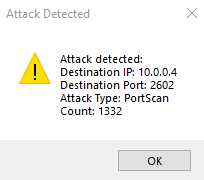 Attack Detected
Attack detected:
Destination IP: 10.0.0.4
Destination Port: 2602
Attack Type: PortScan
Count: 1332
OK